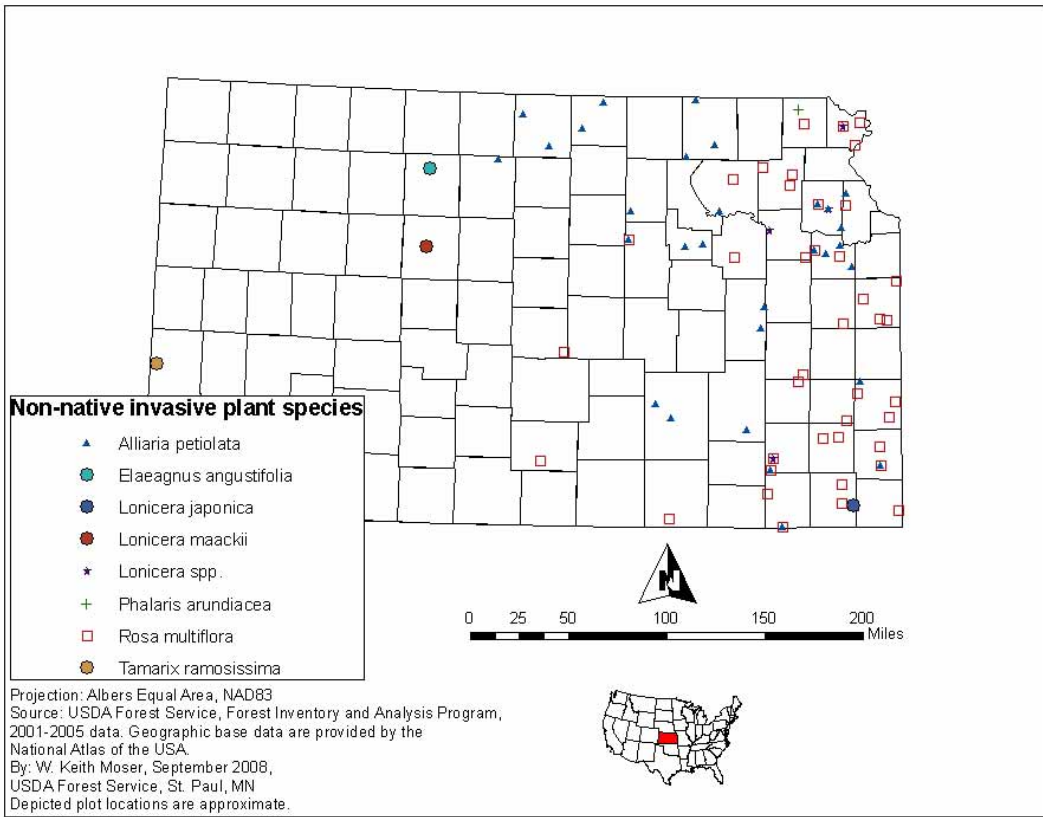 Non-native invasive plant species
Alliaria petiolata
Elaeagnus angustifolia
Lonicera japonica
Lonicera maackii
Lonicera spp.
Phalaris arundiacea
Rosa multiflora
Tamarix ramosissima
N
0 25 50 100 150 200
Miles
Projection: Albers Equal Area, NAD83
Source: USDA Forest Service, Forest Inventory and Analysis Program,
2001-2005 data. Geographic base data are provided by the
National Atlas of the USA.
By: W. Keith Moser, September 2008,
USDA Forest Service, St. Paul, MN
Depicted plot locations are approximate.